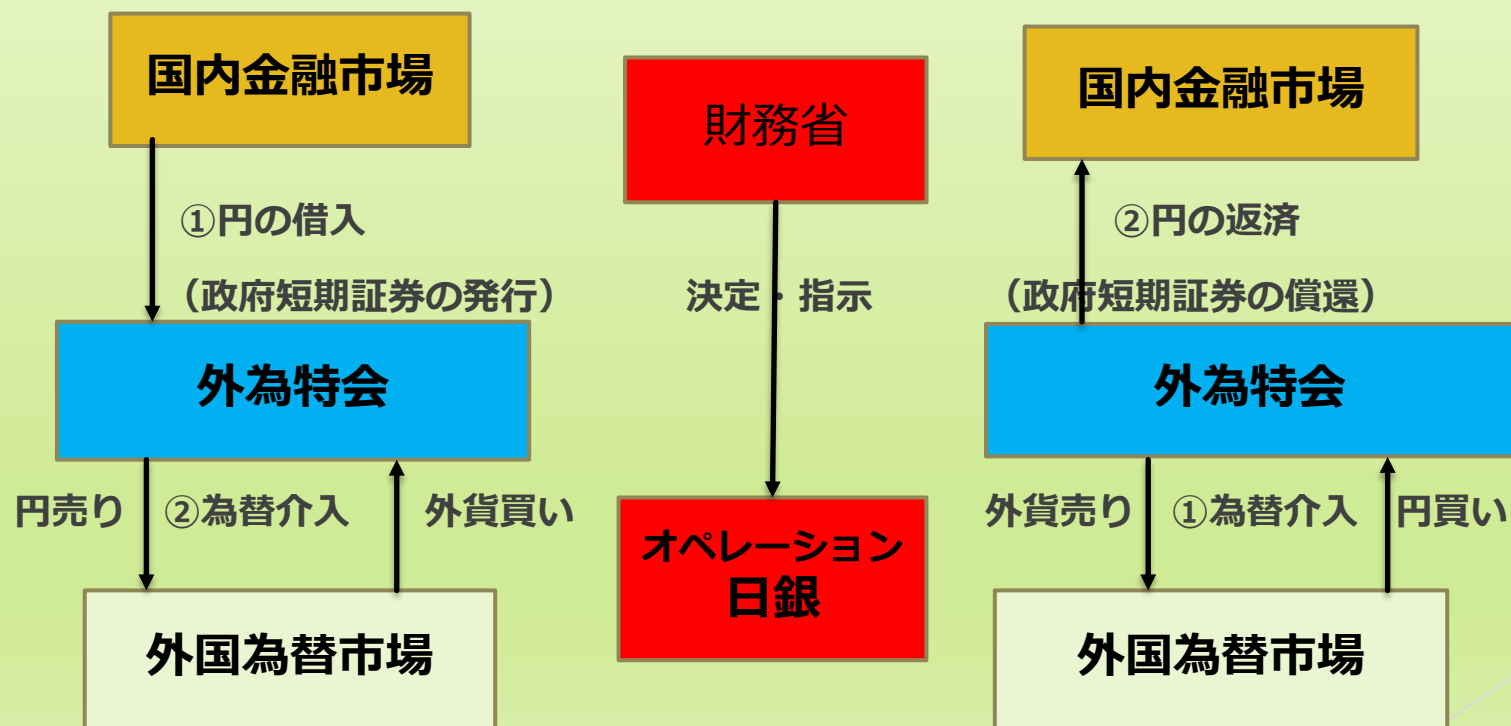 国内金融市場
①円の借入
（政府短期証券の発行）
外為特会
円売り
②為替介入
外貨買い
外国為替市場
財務省
決定・指示
オペレーション
日銀
国内金融市場
②円の返済
（政府短期証券の償還）
外為特会
外貨売り
①為替介入
円買い
外国為替市場